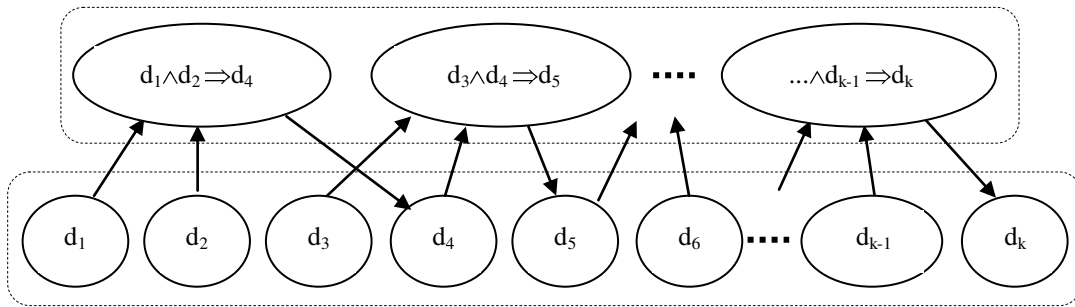 d₁∧d₂⇒d₄ d₃∧d₄⇒d₅ ..... ...∧dₖ₋₁⇒dₖ
d₁ d₂ d₃ d₄ d₅ d₆ ..... dₖ₋₁ dₖ